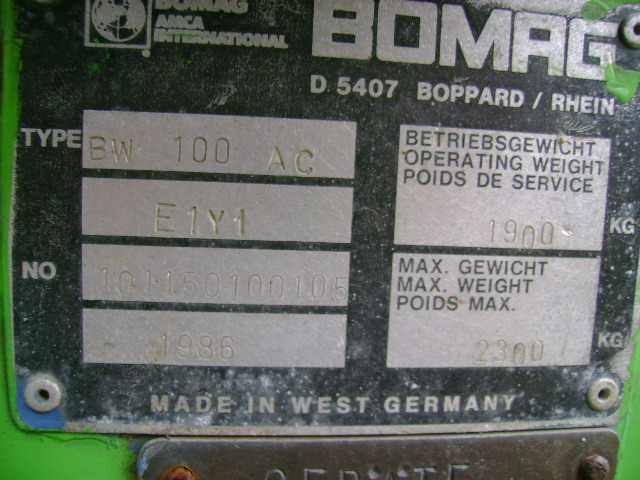 BOMAG
AMCA
INTERNATIONAL
BOMAG
D 5407 BOPPARD / RHEIN
TYPE BW 100 AC
E1Y1
NO 101150100105
1986
BETRIEBSGEWICHT
OPERATING WEIGHT
POIDS DE SERVICE
1900 KG
MAX. GEWICHT
MAX. WEIGHT
POIDS MAX.
2300 KG
MADE IN WEST GERMANY